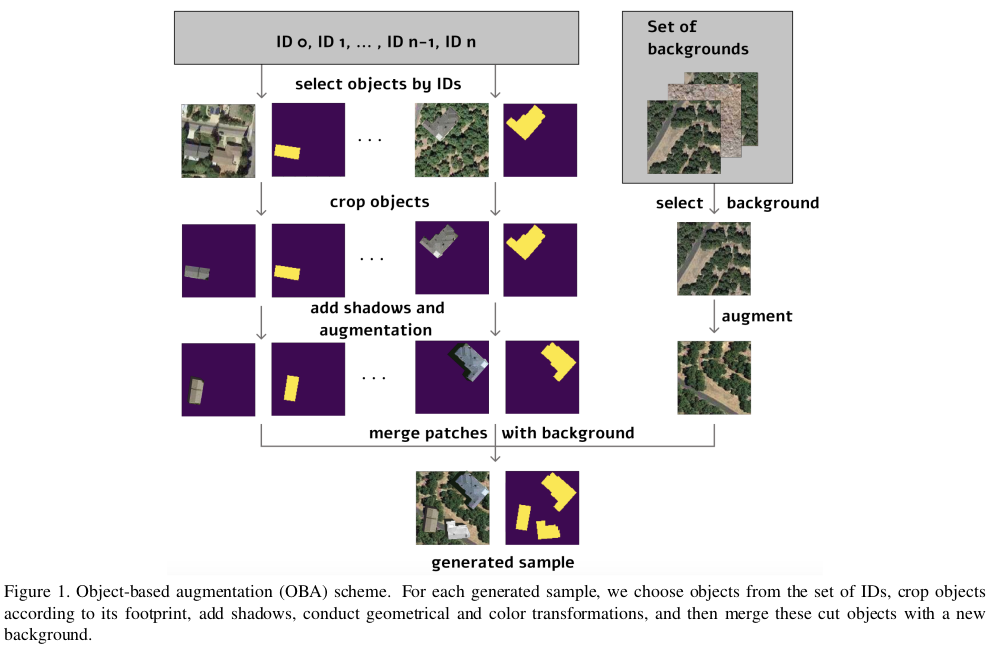 ID 0, ID 1, ... , ID n-1, ID n
Set of
backgrounds
select objects by IDs
. . .
crop objects
select background
. . .
add shadows and
augmentation
augment
. . .
merge patches with background
generated sample
Figure 1. Object-based augmentation (OBA) scheme. For each generated sample, we choose objects from the set of IDs, crop objects
according to its footprint, add shadows, conduct geometrical and color transformations, and then merge these cut objects with a new
background.